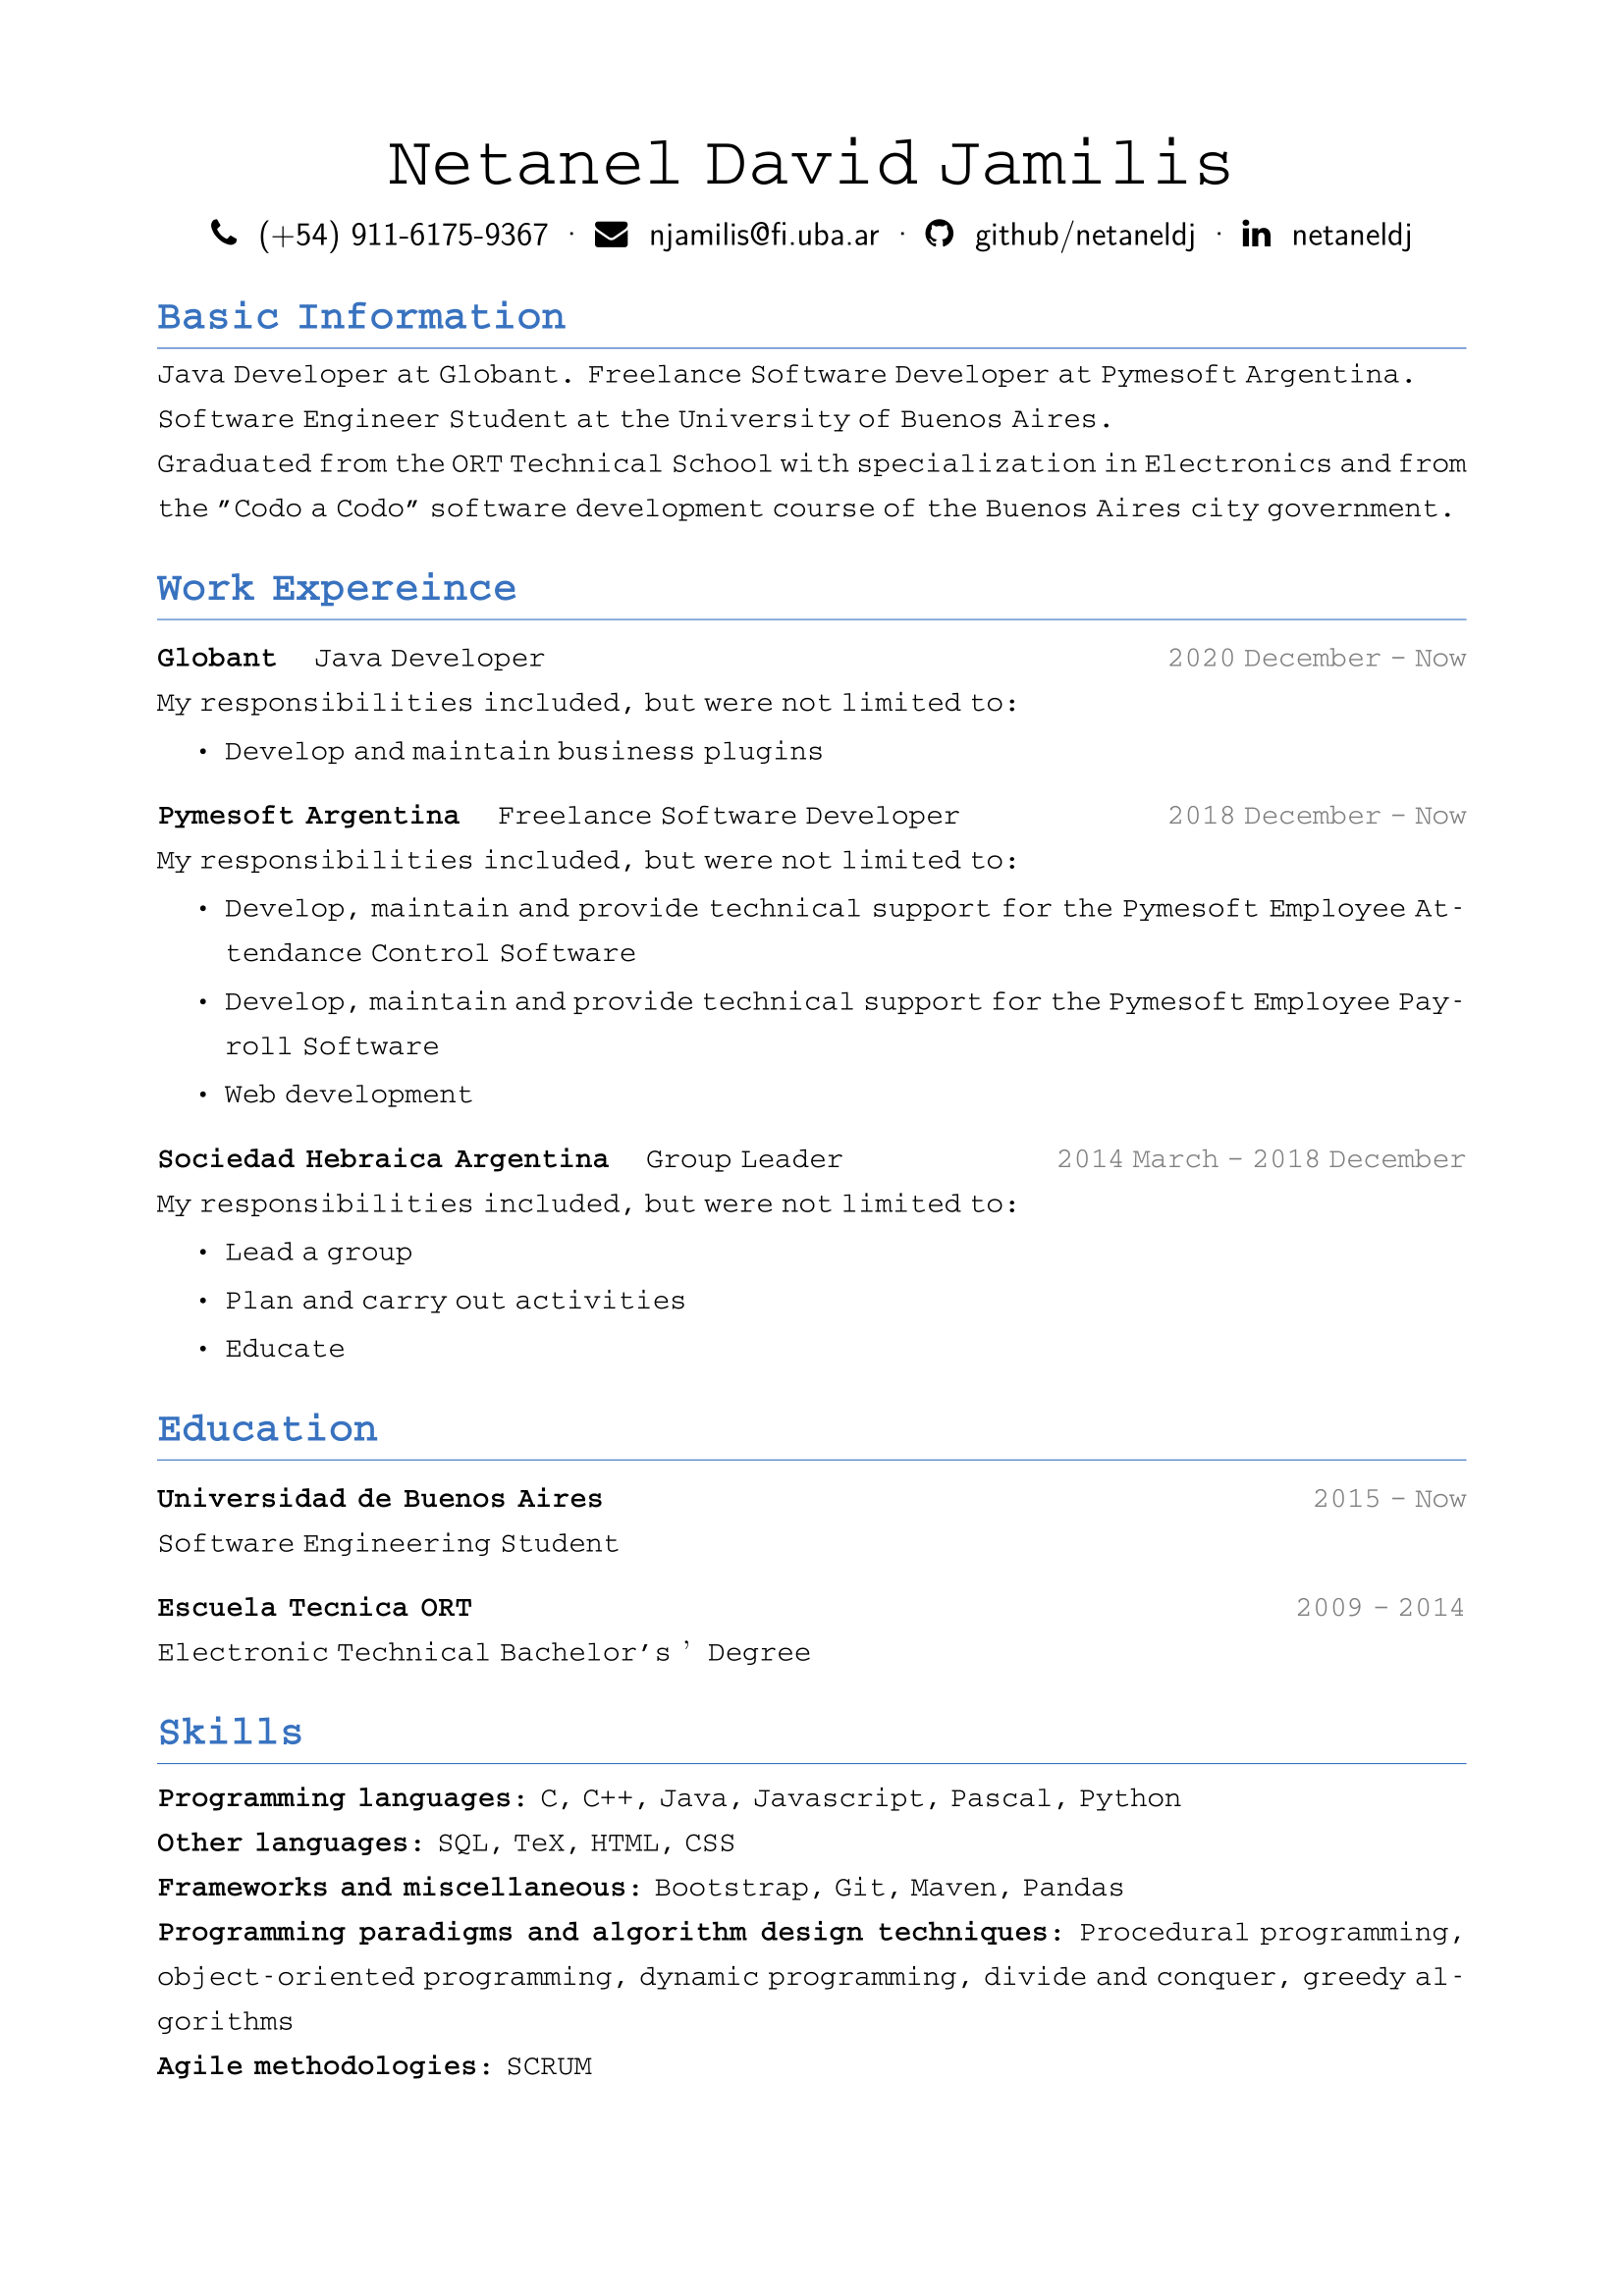 Netanel David Jamilis
(+54) 911-6175-9367 · njamilis@fi.uba.ar · github/netaneldj · netaneldj
Basic Information
Java Developer at Globant. Freelance Software Developer at Pymesoft Argentina.
Software Engineer Student at the University of Buenos Aires.
Graduated from the ORT Technical School with specialization in Electronics and from
the "Codo a Codo" software development course of the Buenos Aires city government.
Work Expereince
Globant Java Developer 2020 December – Now
My responsibilities included, but were not limited to:
• Develop and maintain business plugins
Pymesoft Argentina Freelance Software Developer 2018 December – Now
My responsibilities included, but were not limited to:
• Develop, maintain and provide technical support for the Pymesoft Employee At-
tendance Control Software
• Develop, maintain and provide technical support for the Pymesoft Employee Pay-
roll Software
• Web development
Sociedad Hebraica Argentina Group Leader 2014 March – 2018 December
My responsibilities included, but were not limited to:
• Lead a group
• Plan and carry out activities
• Educate
Education
Universidad de Buenos Aires 2015 – Now
Software Engineering Student
Escuela Tecnica ORT 2009 – 2014
Electronic Technical Bachelor's ’ Degree
Skills
Programming languages: C, C++, Java, Javascript, Pascal, Python
Other languages: SQL, TeX, HTML, CSS
Frameworks and miscellaneous: Bootstrap, Git, Maven, Pandas
Programming paradigms and algorithm design techniques: Procedural programming,
object-oriented programming, dynamic programming, divide and conquer, greedy al-
gorithms
Agile methodologies: SCRUM